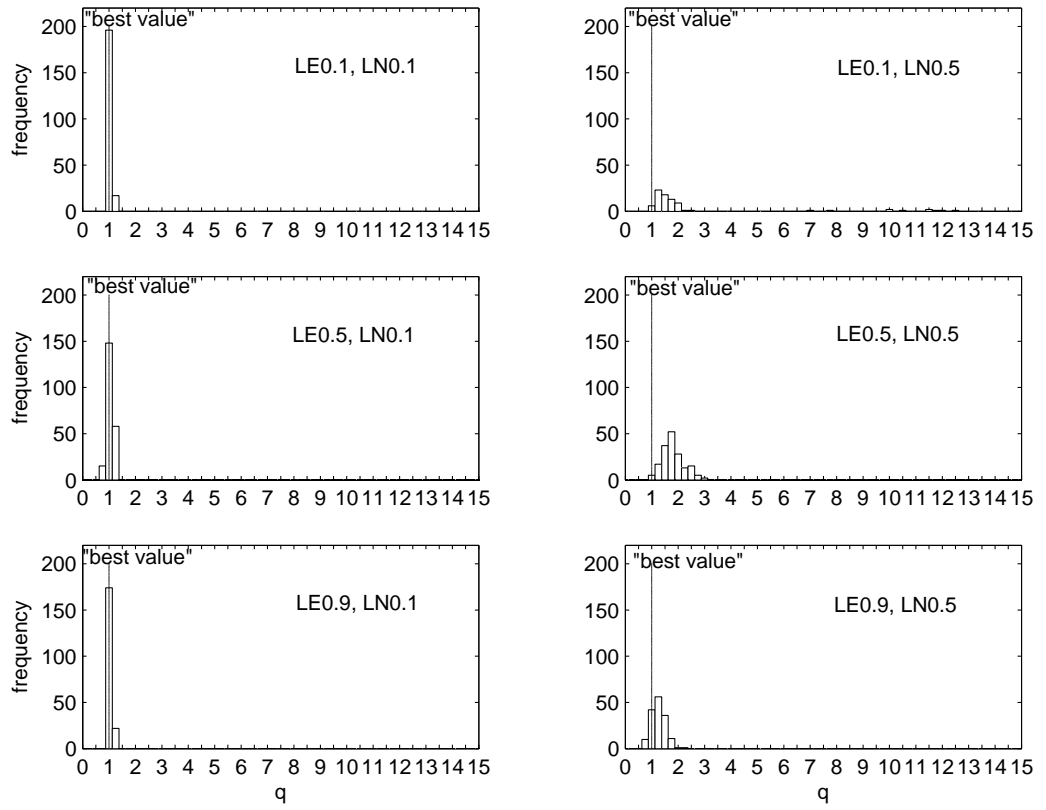 "best value" "best value"
200 200
LE0.1, LN0.1 LE0.1, LN0.5
150 150
frequency
100 100
50 50
0 0
0 1 2 3 4 5 6 7 8 9 10 11 12 13 14 15 0 1 2 3 4 5 6 7 8 9 10 11 12 13 14 15
"best value" "best value"
200 200
LE0.5, LN0.1 LE0.5, LN0.5
150 150
frequency
100 100
50 50
0 0
0 1 2 3 4 5 6 7 8 9 10 11 12 13 14 15 0 1 2 3 4 5 6 7 8 9 10 11 12 13 14 15
"best value" "best value"
200 200
LE0.9, LN0.1 LE0.9, LN0.5
150 150
frequency
100 100
50 50
0 0
0 1 2 3 4 5 6 7 8 9 10 11 12 13 14 15 0 1 2 3 4 5 6 7 8 9 10 11 12 13 14 15
q q